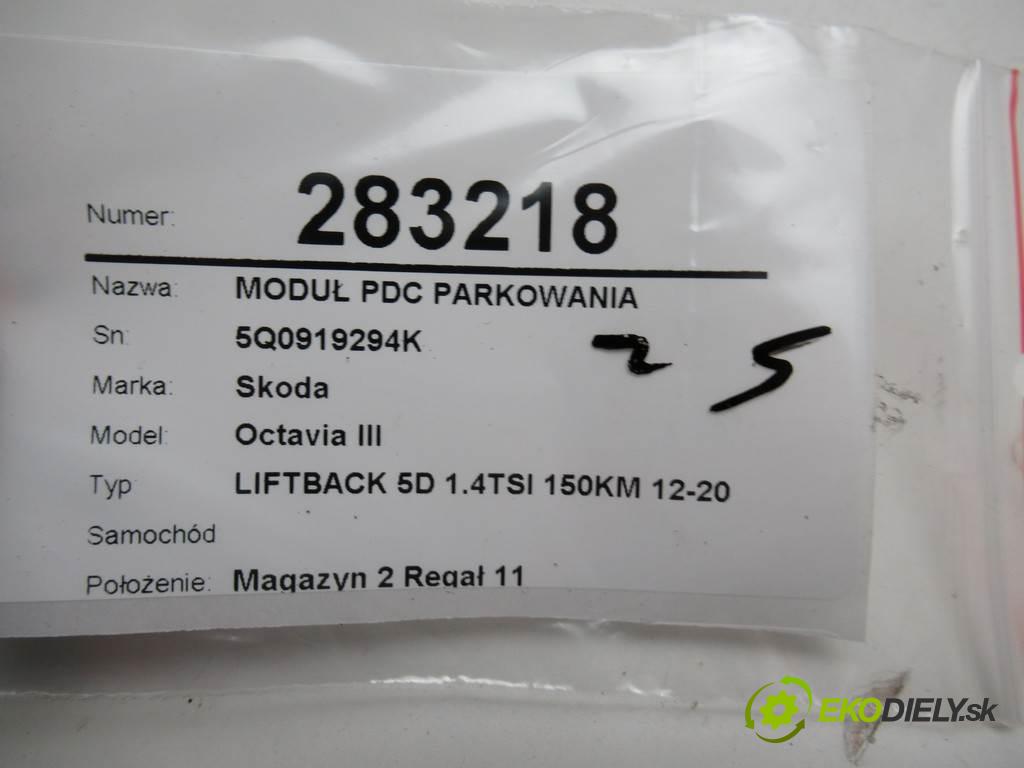 Numer: 283218
Nazwa: MODUŁ PDC PARKOWANIA
Sn: 5Q0919294K
Marka: Skoda
Model: Octavia III
Typ LIFTBACK 5D 1.4TSI 150KM 12-20
Samochód
Położenie: Magazyn 2 Regał 11
2 5
EKODIELY.sk